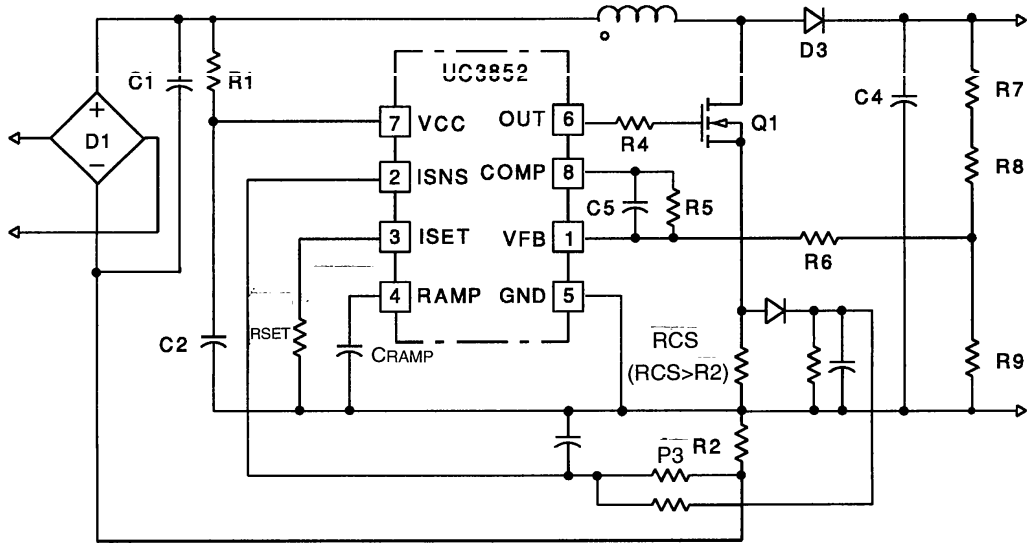 D3
C1
R1
UC3852
C4
R7
D1
7 VCC
OUT 6
R4
Q1
2 ISNS
COMP 8
C5
R5
R8
3 ISET
VFB 1
R6
4 RAMP
GND 5
C2
RSET
CRAMP
RCS
(RCS>R2)
R9
R2
P3
+
−